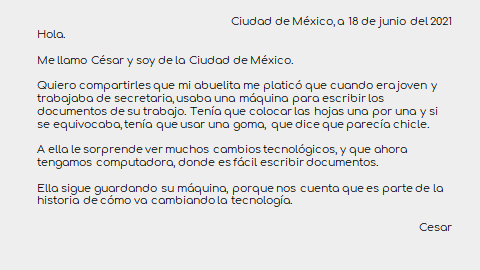 Ciudad de México, a 18 de junio del 2021
Hola.
Me llamo César y soy de la Ciudad de México.
Quiero compartirles que mi abuelita me platicó que cuando era joven y
trabajaba de secretaria, usaba una máquina para escribir los
documentos de su trabajo. Tenía que colocar las hojas una por una y si
se equivocaba, tenía que usar una goma, que dice que parecía chicle.
A ella le sorprende ver muchos cambios tecnológicos, y que ahora
tengamos computadora, donde es fácil escribir documentos.
Ella sigue guardando su máquina, porque nos cuenta que es parte de la
historia de cómo va cambiando la tecnología.
Cesar